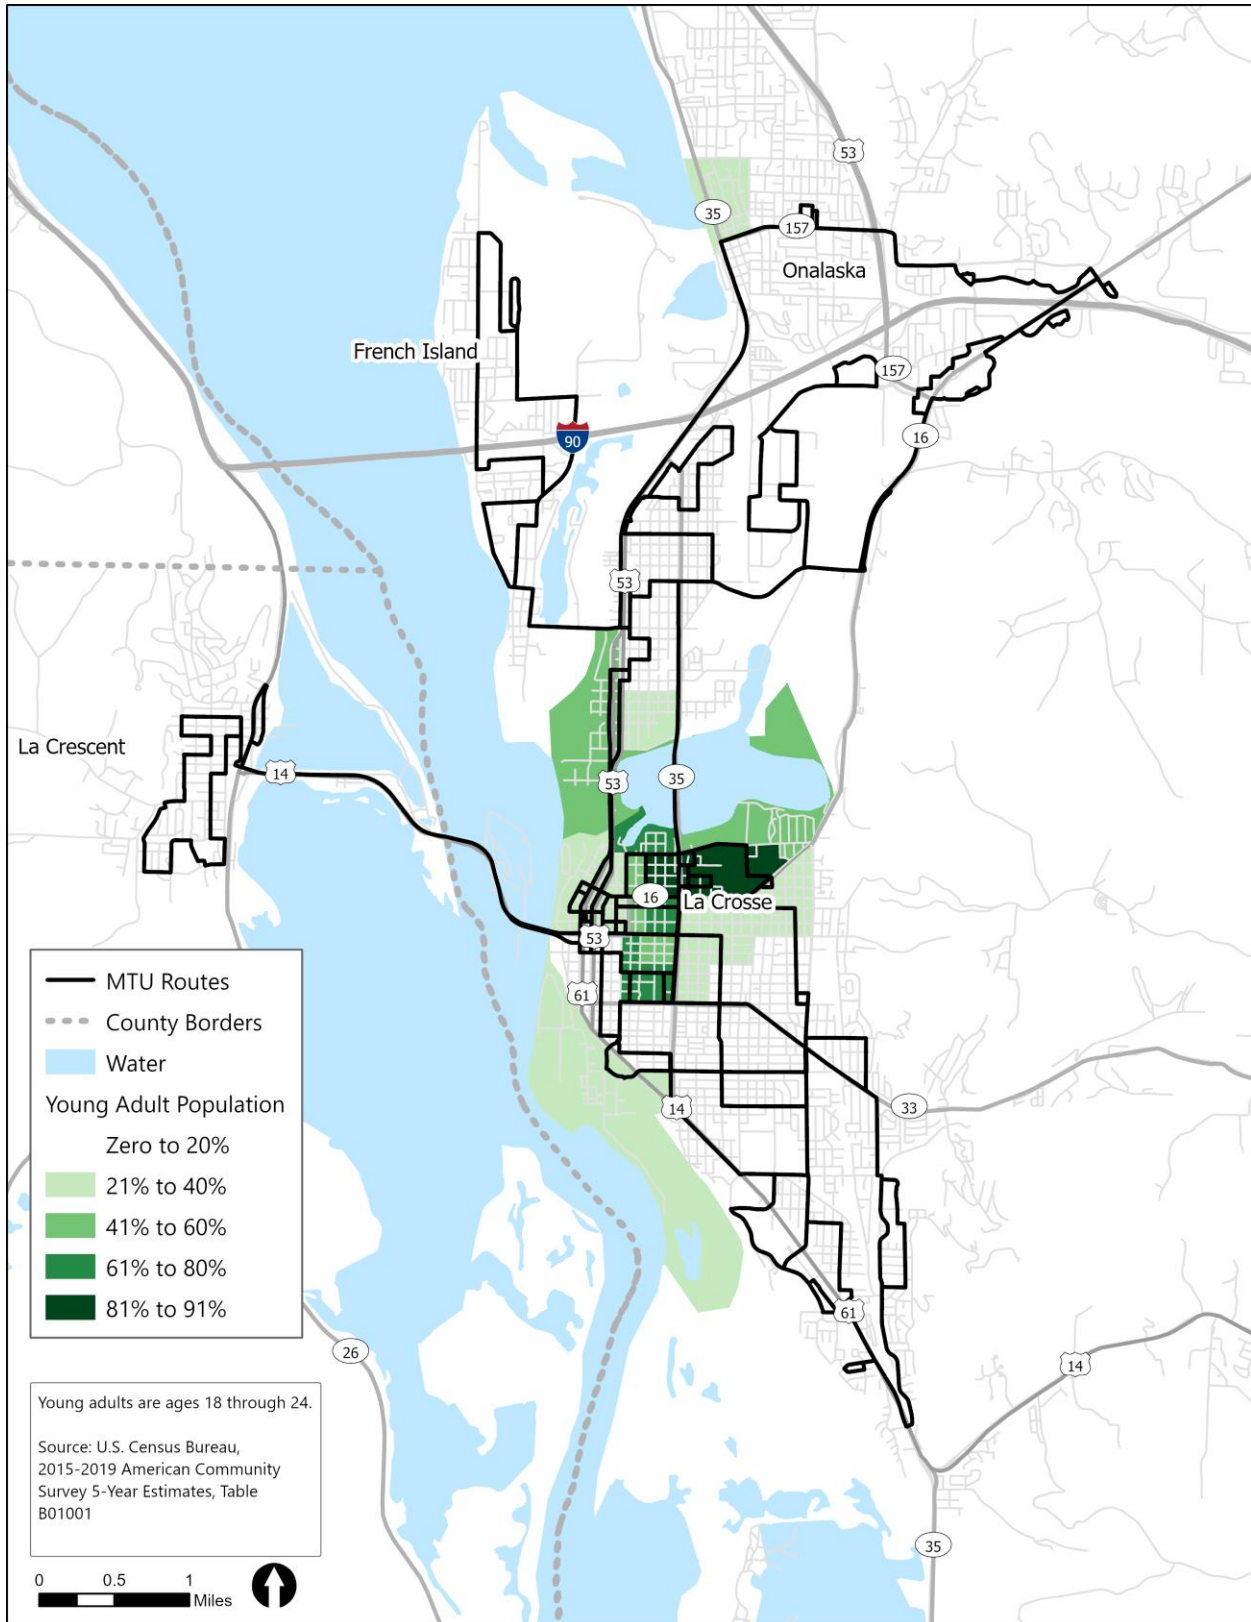 53
35
157
Onalaska
French Island
157
90
16
53
La Crescent
14
53
35
16
La Crosse
53
61
MTU Routes
County Borders
Water
Young Adult Population
Zero to 20%
21% to 40%
41% to 60%
61% to 80%
81% to 91%
14
33
61
26
14
Young adults are ages 18 through 24.
Source: U.S. Census Bureau,
2015-2019 American Community
Survey 5-Year Estimates, Table
B01001
35
0 0.5 1
Miles